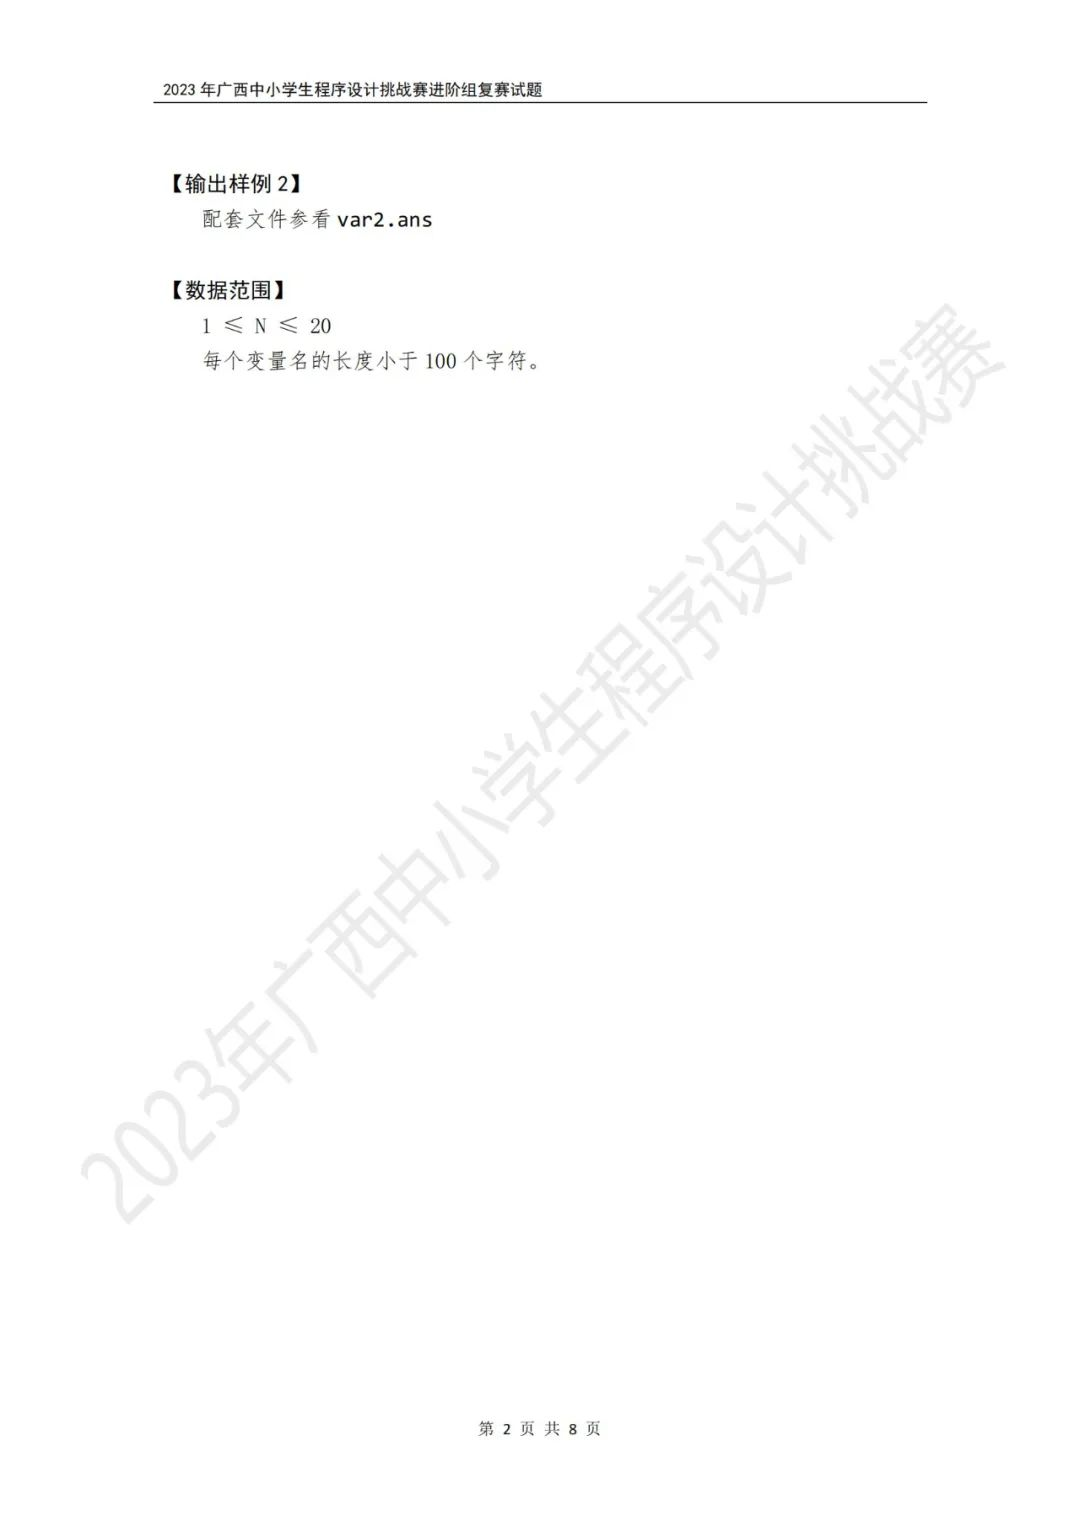 2023 年广西中小学生程序设计挑战赛进阶组复赛试题
【输出样例 2】
配套文件参看 var2.ans
【数据范围】
1 ≤ N ≤ 20
每个变量名的长度小于 100 个字符。
2023年广西中小学生程序设计挑战赛
第 2 页 共 8 页